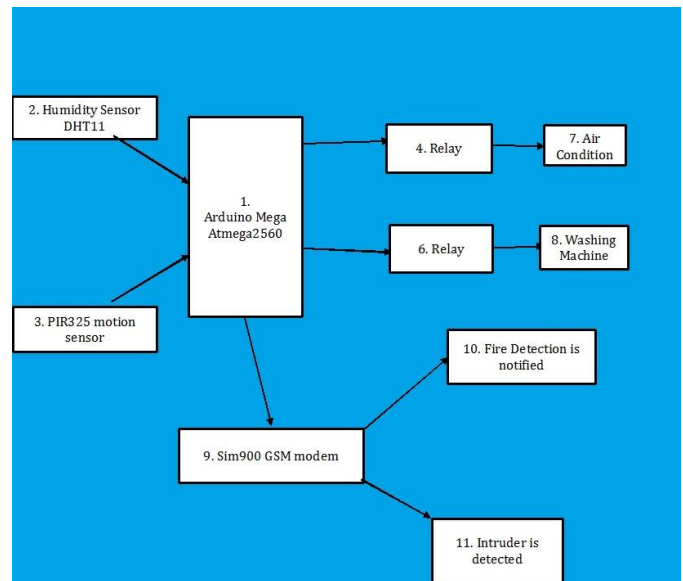 2. Humidity Sensor
DHT11
1.
Arduino Mega
Atmega2560
3. PIR325 motion
sensor
4. Relay
7. Air
Condition
6. Relay
8. Washing
Machine
10. Fire Detection is
notified
9. Sim900 GSM modem
11. Intruder is
detected